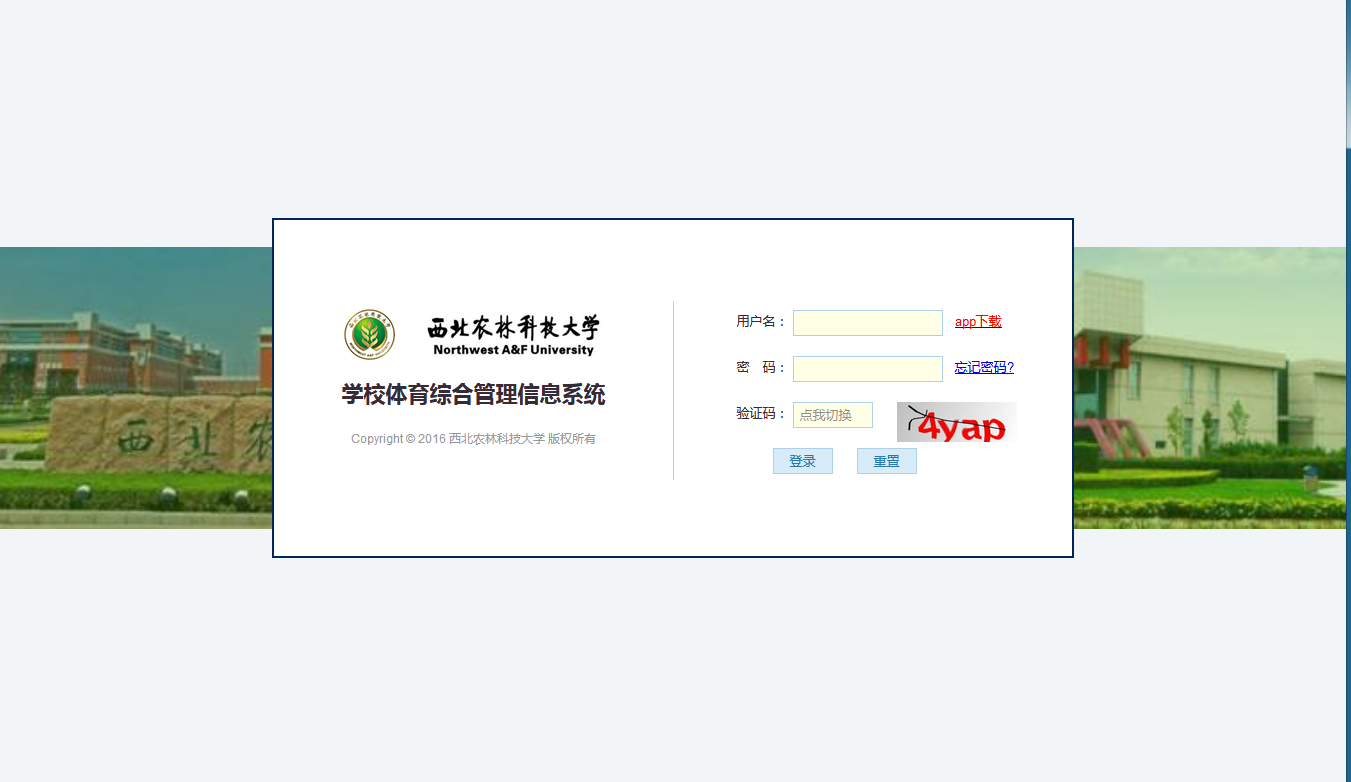 西北农林科技大学
Northwest A&F University
学校体育综合管理信息系统
Copyright © 2016 西北农林科技大学 版权所有
用户名：
app下载
密 码：
忘记密码?
验证码：
点我切换
4yap
登录
重置
西北农